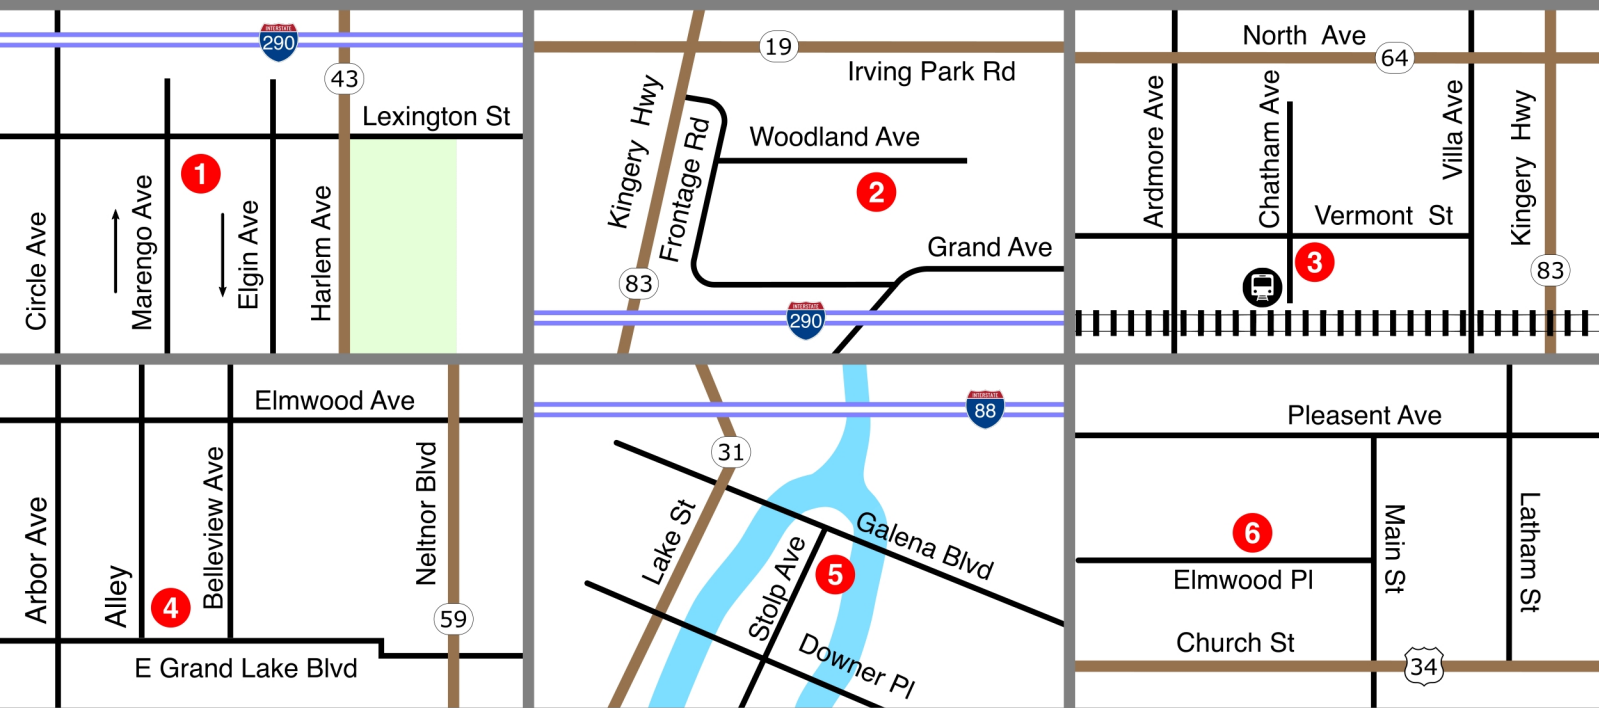 INTERSTATE
290
43
Lexington St
1
Circle Ave
Marengo Ave
Elgin Ave
Harlem Ave
19
Irving Park Rd
Kingery Hwy
Frontage Rd
Woodland Ave
2
Grand Ave
83
INTERSTATE
290
North Ave
64
Ardmore Ave
Chatham Ave
Villa Ave
Kingery Hwy
Vermont St
3
83
Elmwood Ave
Arbor Ave
Alley
Belleview Ave
Neltnor Blvd
4
59
E Grand Lake Blvd
INTERSTATE
88
31
Lake St
Galena Blvd
Stolp Ave
5
Downer Pl
Pleasent Ave
6
Elmwood Pl
Main St
Latham St
Church St
34